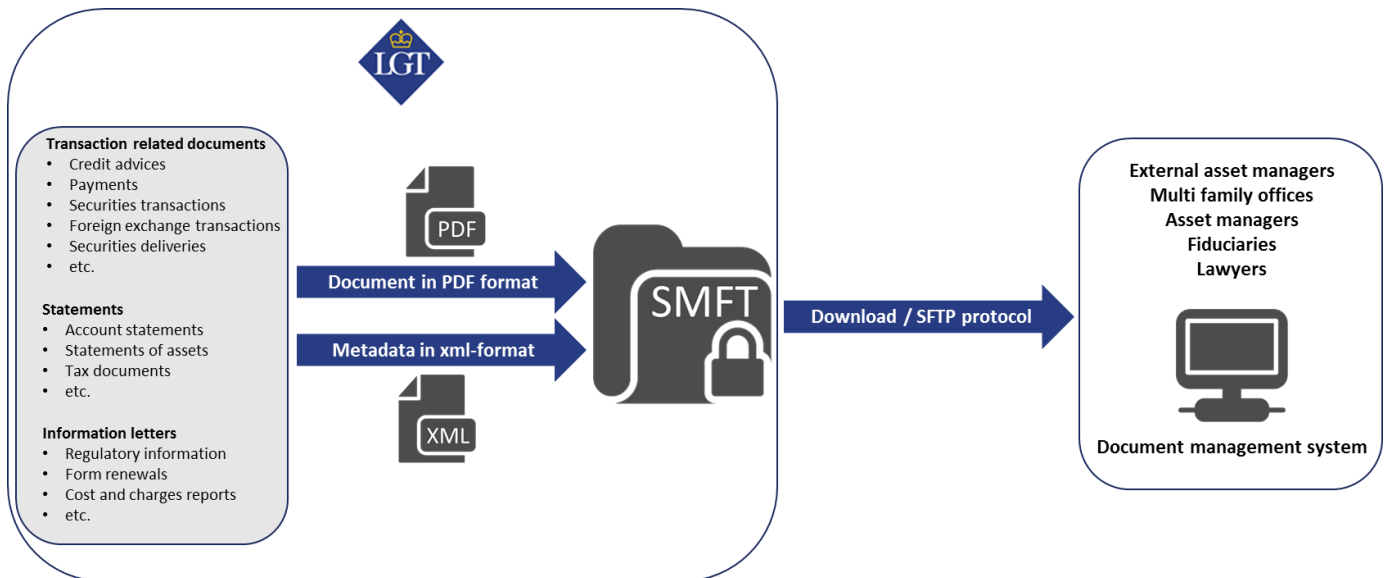 LGT
Transaction related documents
• Credit advices
• Payments
• Securities transactions
• Foreign exchange transactions
• Securities deliveries
• etc.
Statements
• Account statements
• Statements of assets
• Tax documents
• etc.
Information letters
• Regulatory information
• Form renewals
• Cost and charges reports
• etc.
PDF
Document in PDF format
Metadata in xml-format
XML
SMFT
Download / SFTP protocol
External asset managers
Multi family offices
Asset managers
Fiduciaries
Lawyers
Document management system